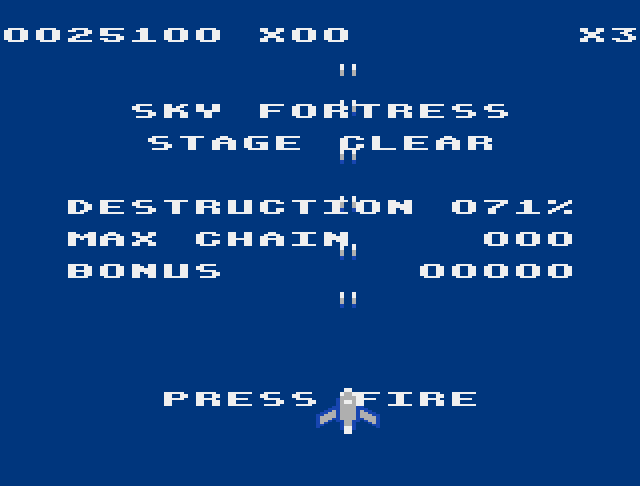 0025100 X00 X3
SKY FORTRESS
STAGE CLEAR
DESTRUCTION 071%
MAX CHAIN 000
BONUS 00000
PRESS FIRE